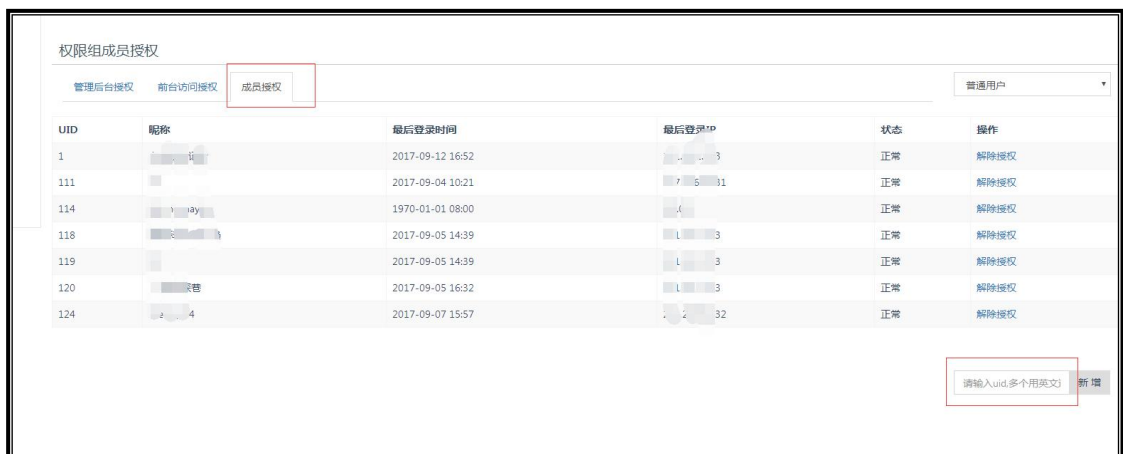 权限组成员授权
管理后台授权 前台访问授权 成员授权 普通用户
UID 昵称 最后登录时间 最后登录IP 状态 操作
1 2017-09-12 16:52 正常 解除授权
111 2017-09-04 10:21 正常 解除授权
114 1970-01-01 08:00 正常 解除授权
118 2017-09-05 14:39 正常 解除授权
119 2017-09-05 14:39 正常 解除授权
120 2017-09-05 16:32 正常 解除授权
124 2017-09-07 15:57 正常 解除授权
请输入uid,多个用英文 新 增